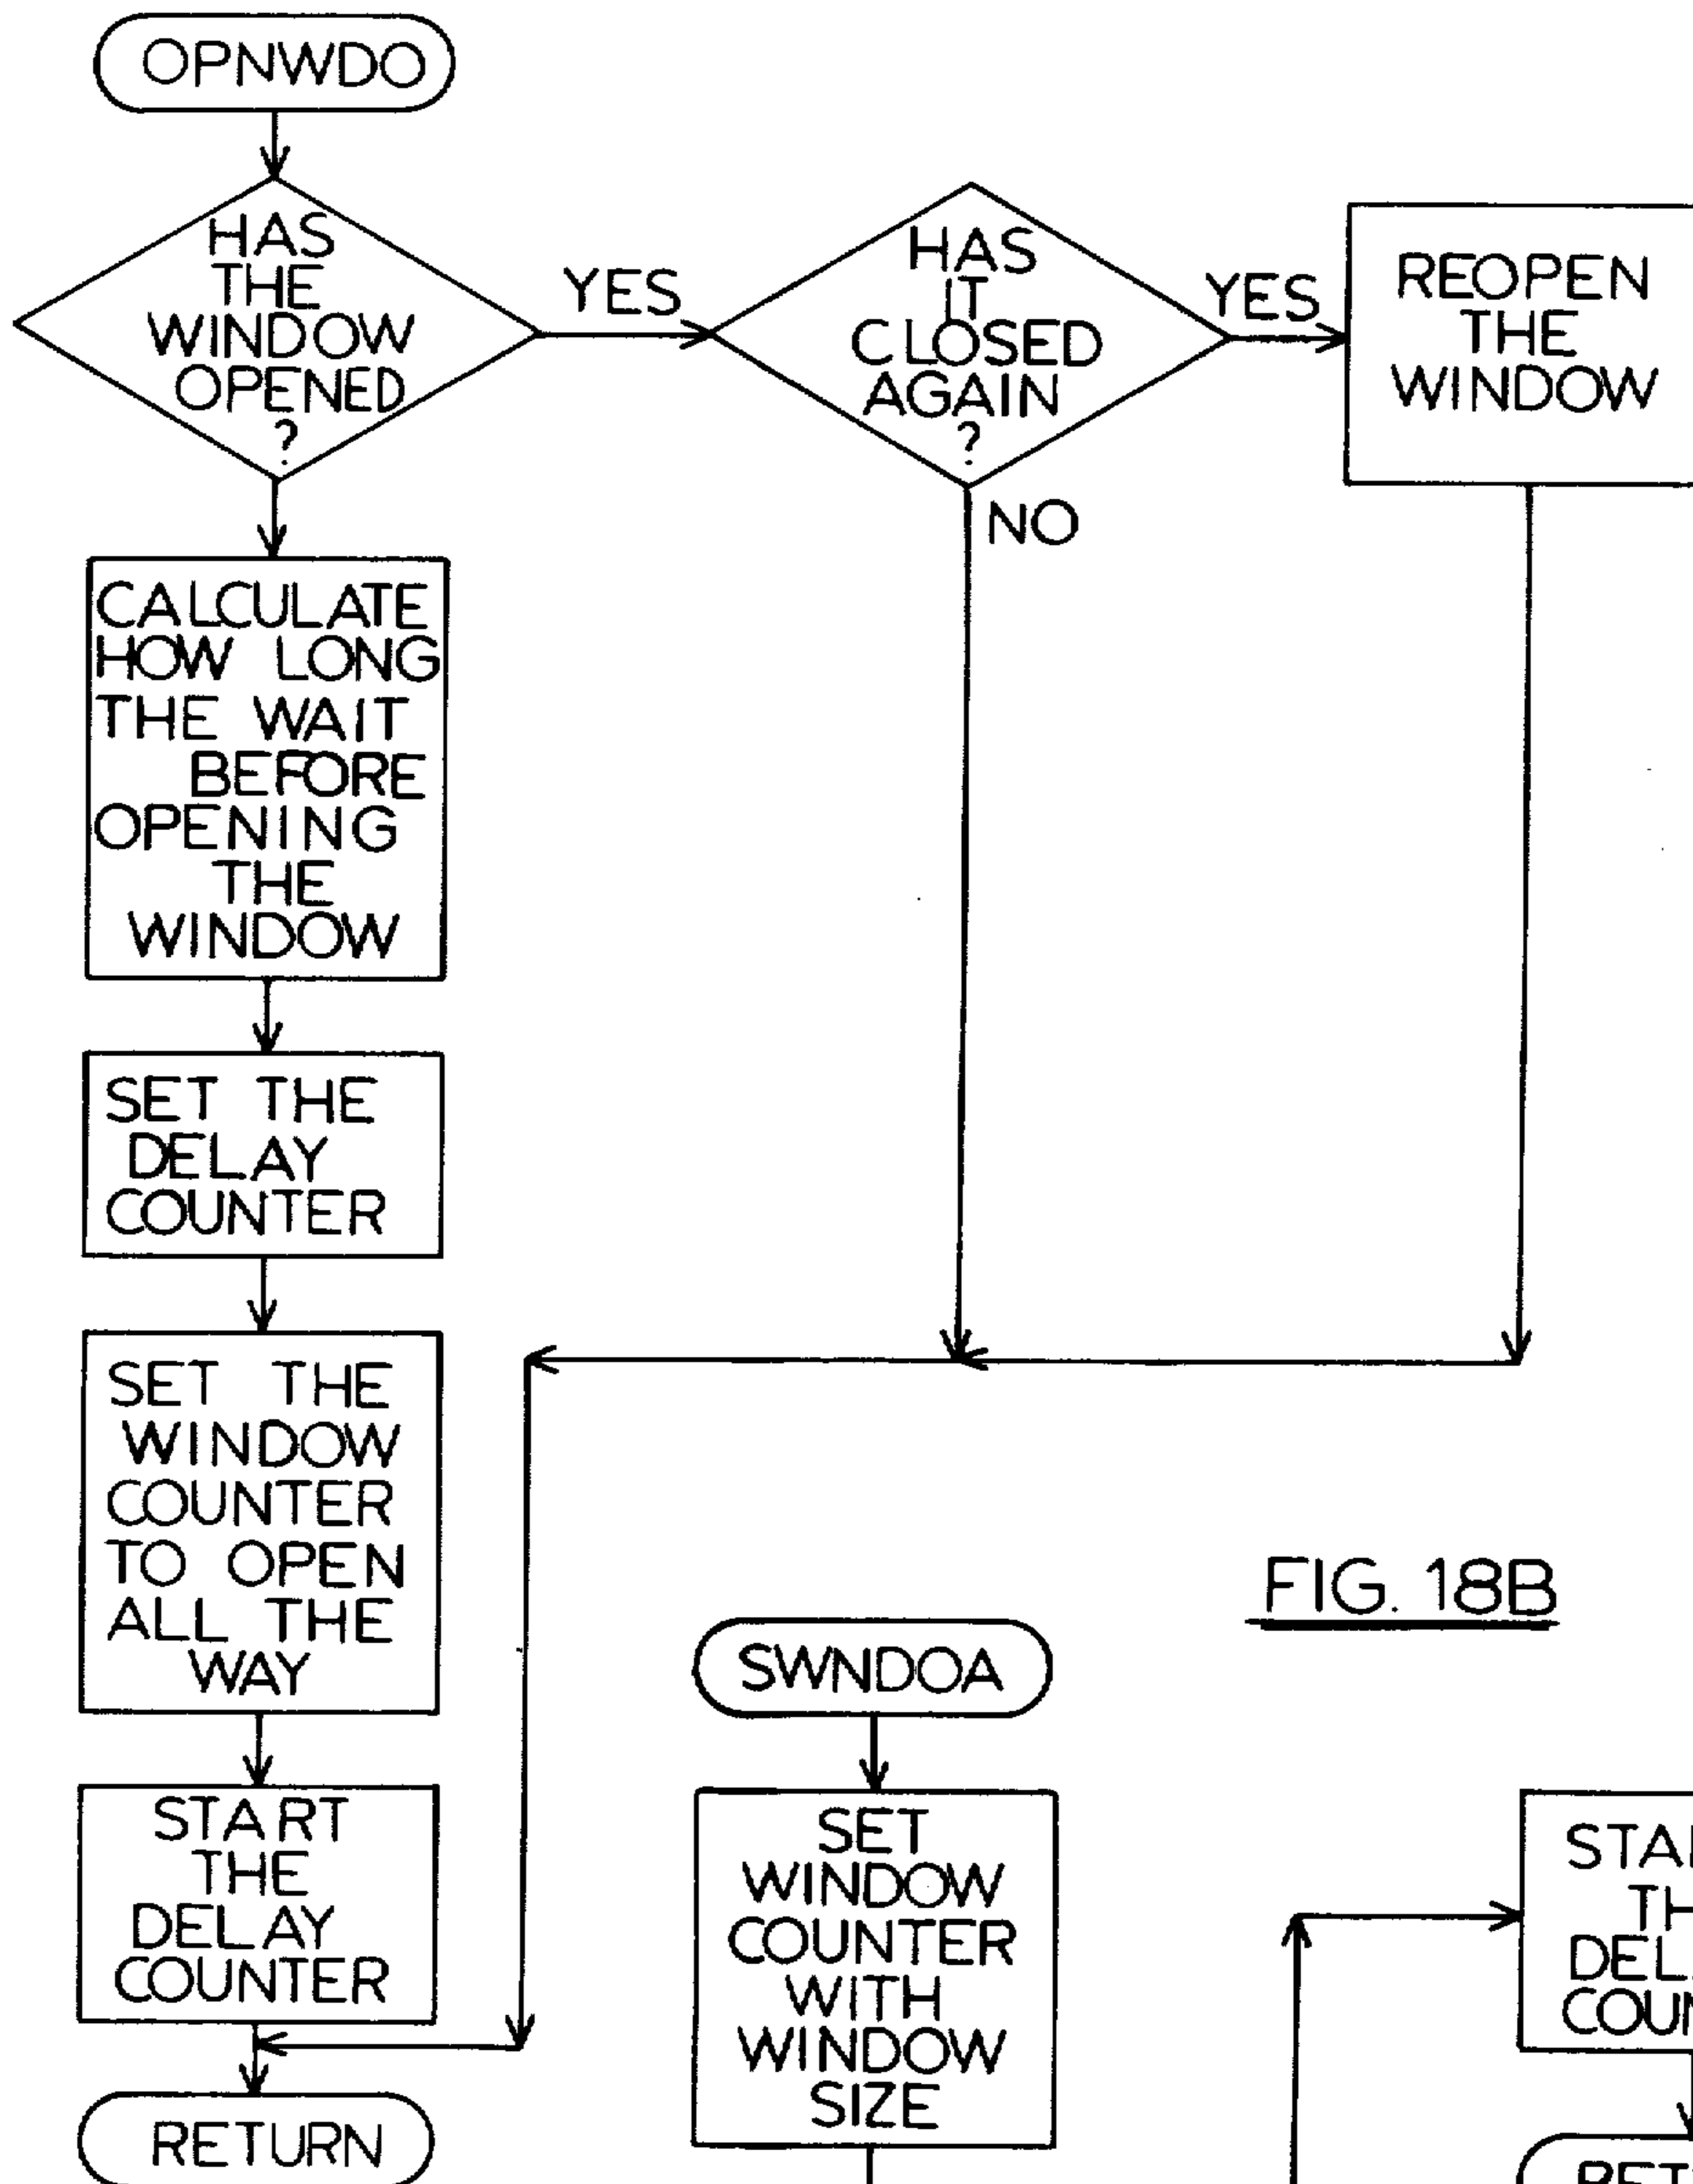 OPNWDO
HAS
THE
WINDOW
OPENED
?
YES
HAS
IT
CLOSED
AGAIN
?
YES
REOPEN
THE
WINDOW
NO
CALCULATE
HOW LONG
THE WAIT
BEFORE
OPENING
THE
WINDOW
SET THE
DELAY
COUNTER
SET THE
WINDOW
COUNTER
TO OPEN
ALL THE
WAY
START
THE
DELAY
COUNTER
RETURN
FIG. 18B
SWNDOA
SET
WINDOW
COUNTER
WITH
WINDOW
SIZE